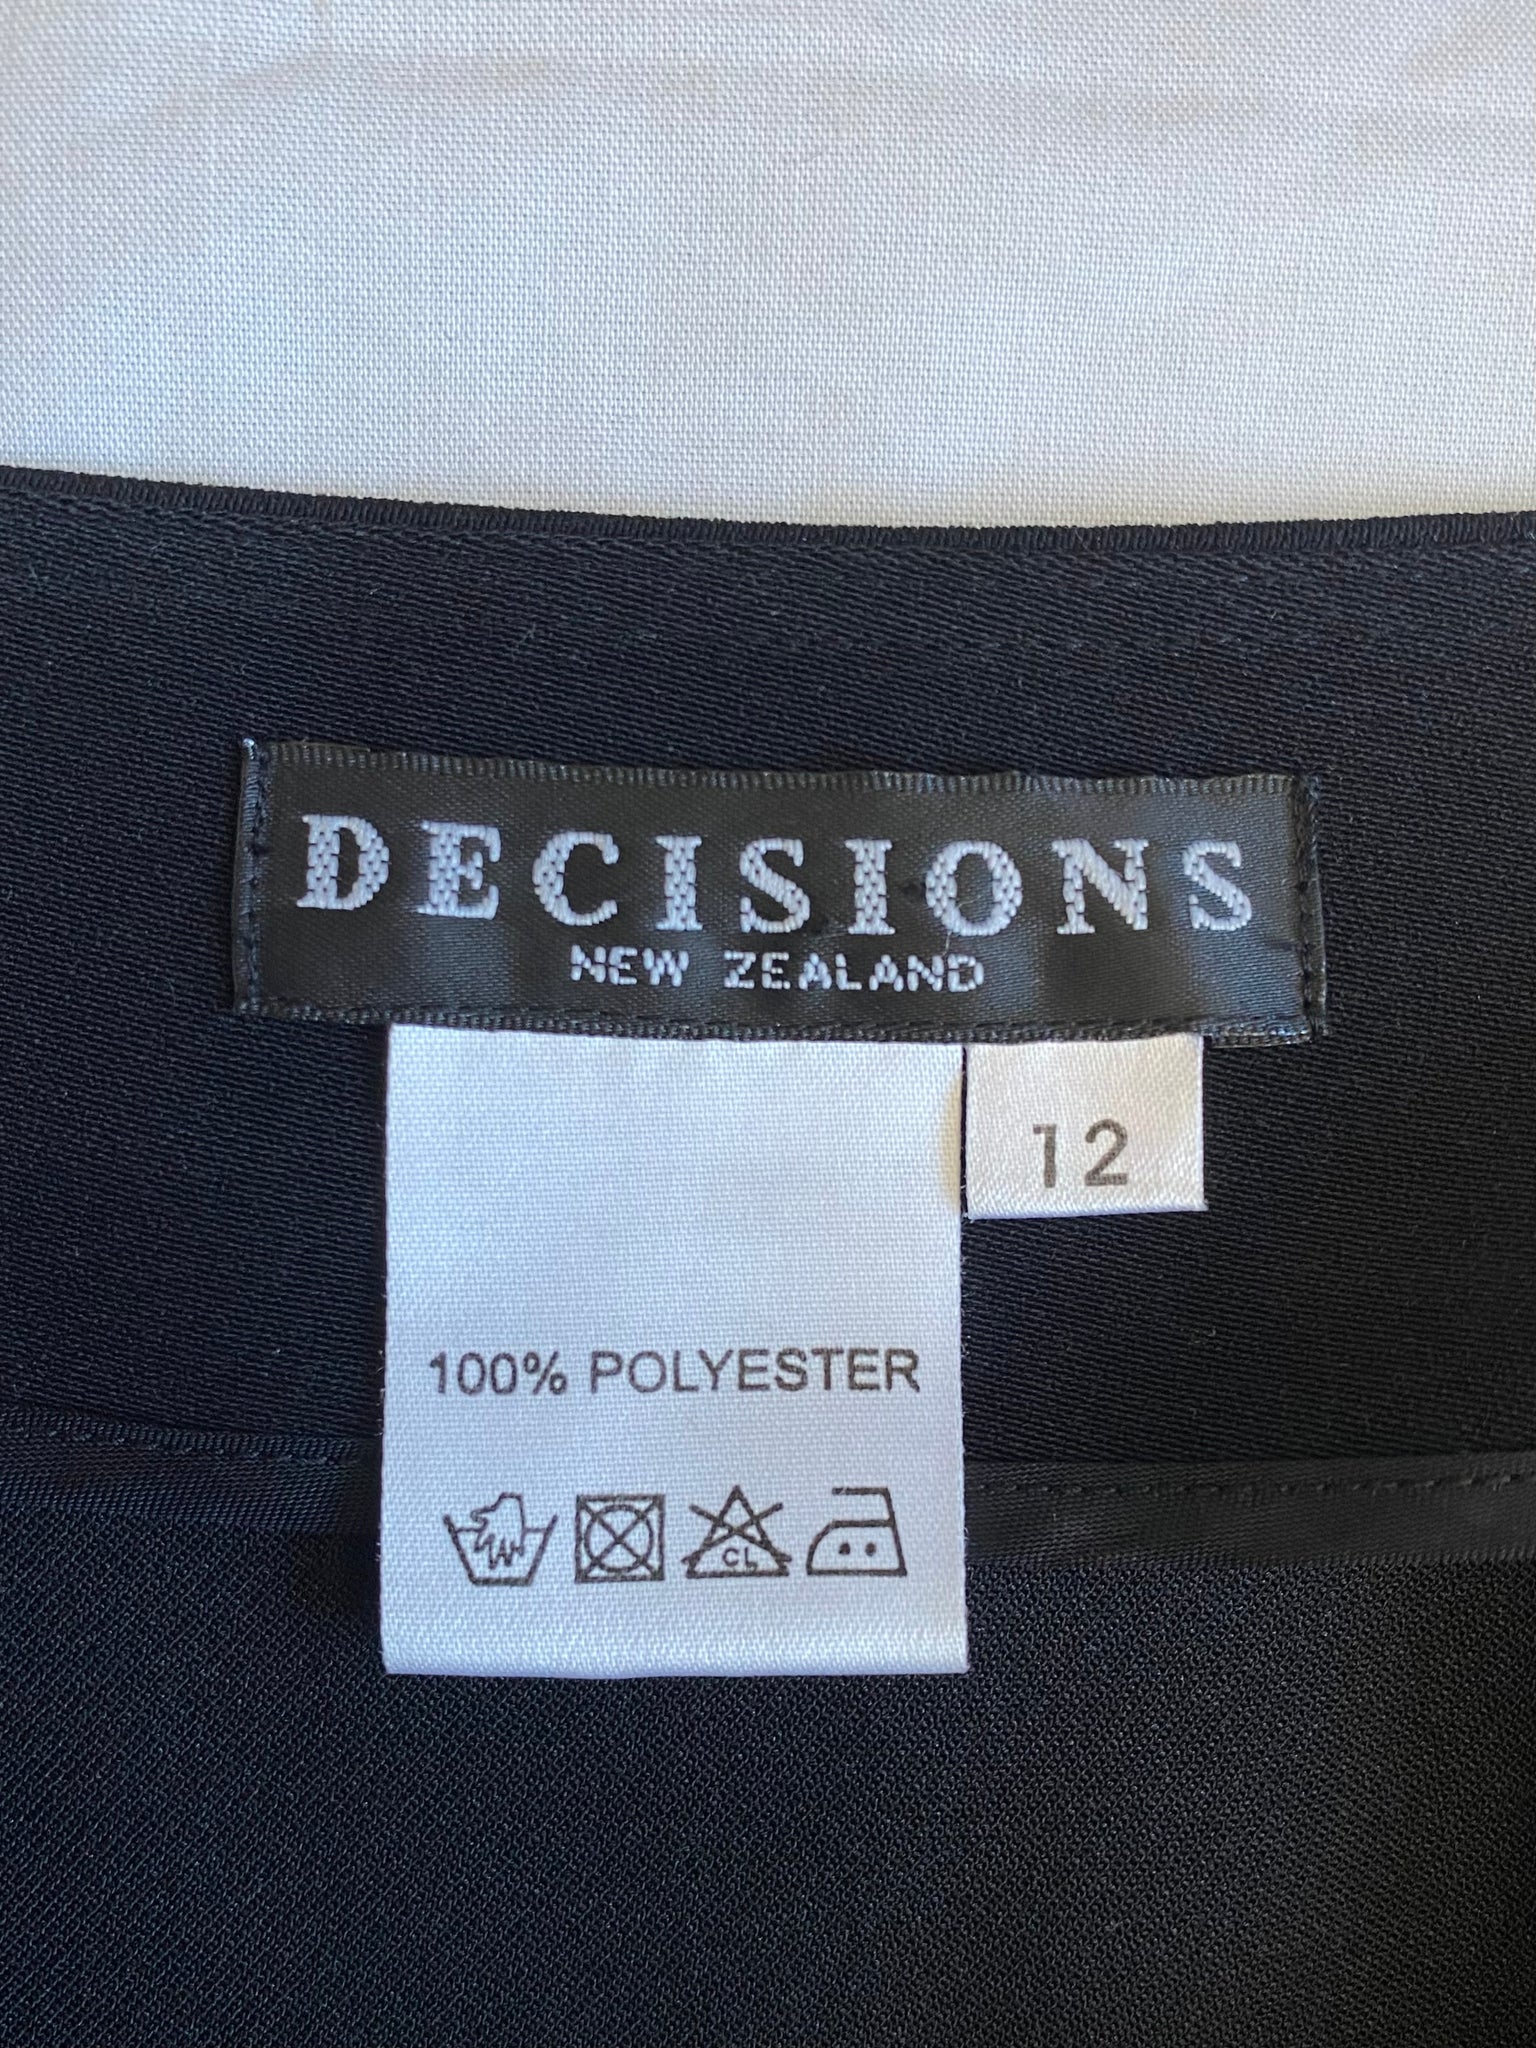 DECISIONS
NEW ZEALAND
12
100% POLYESTER
CL